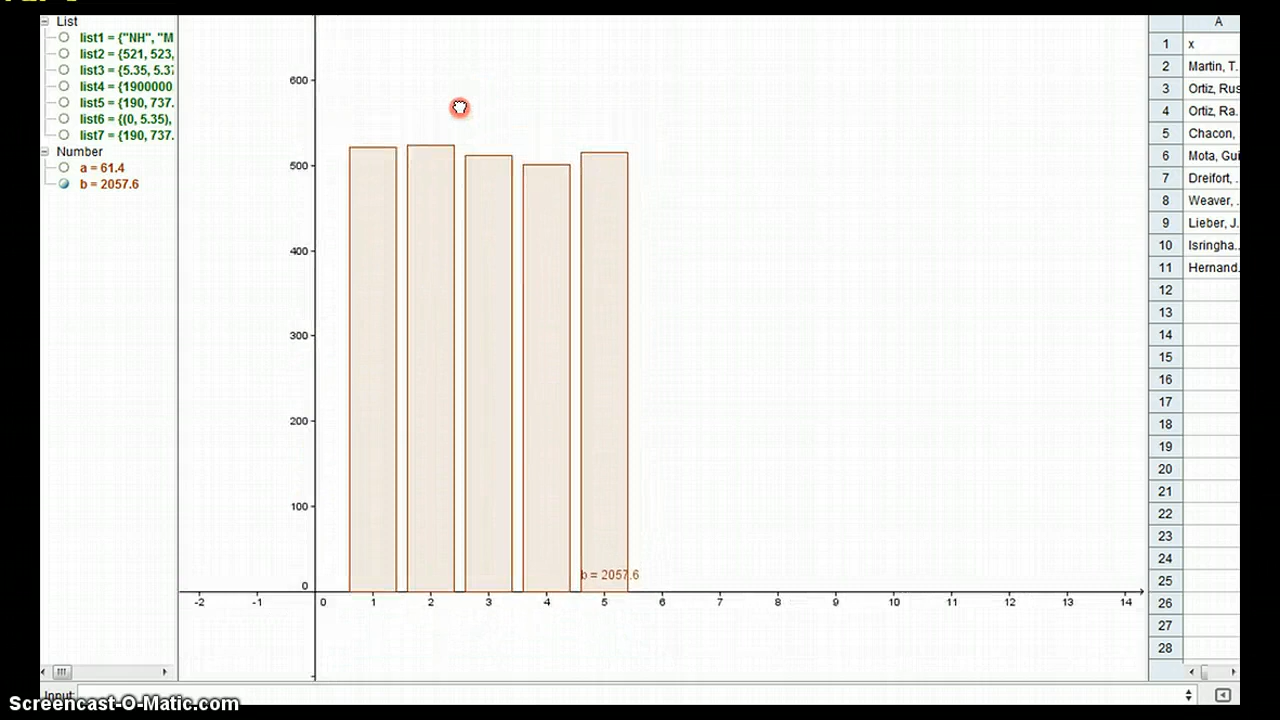 List
list1 = {"NH", "M
list2 = {521, 523,
list3 = {5.35, 5.3
list4 = {1900000
list5 = {190, 737.
list6 = {(0, 5.35),
list7 = {190, 737.
Number
a = 61.4
b = 2057.6
600
500
400
300
200
100
0
b = 2057.6
-2 -1 0 1 2 3 4 5 6 7 8 9 10 11 12 13 14
A
1 x
2 Martin, T.
3 Ortiz, Rus
4 Ortiz, Ra.
5 Chacon,
6 Mota, Gui
7 Dreifort, .
8 Weaver, .
9 Lieber, J.
10 Isringha..
11 Hernand.
12
13
14
15
16
17
18
19
20
21
22
23
24
25
26
27
28
Input:
Screencast-O-Matic.com